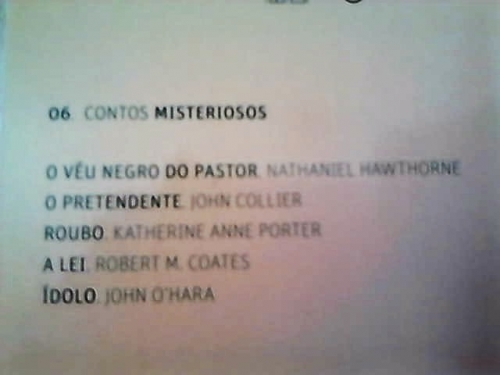 06 CONTOS MISTERIOSOS
O VÉU NEGRO DO PASTOR. NATHANIEL HAWTHORNE
O PRETENDENTE. JOHN COLLIER
ROUBO. KATHERINE ANNE PORTER
A LEI. ROBERT M. COATES
ÍDOLO. JOHN O'HARA